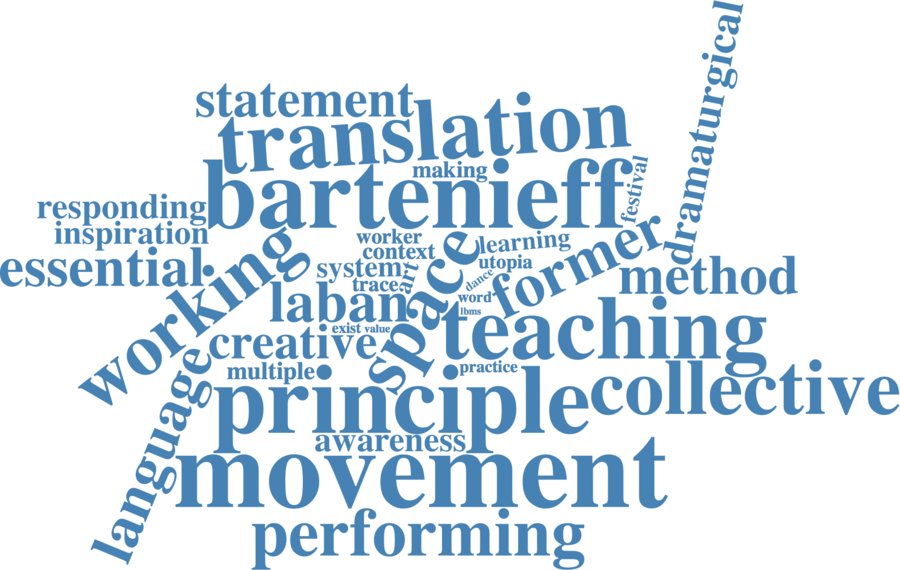 dramaturgical
statement
translation
making
bartenieff
festival
responding
inspiration
worker
learning
context
former
essential
working
system
art
utopia
trace
space
dance
method
laban
word
lbms
exist
value
teaching
creative
language
multiple
practice
principle
collective
awareness
movement
performing